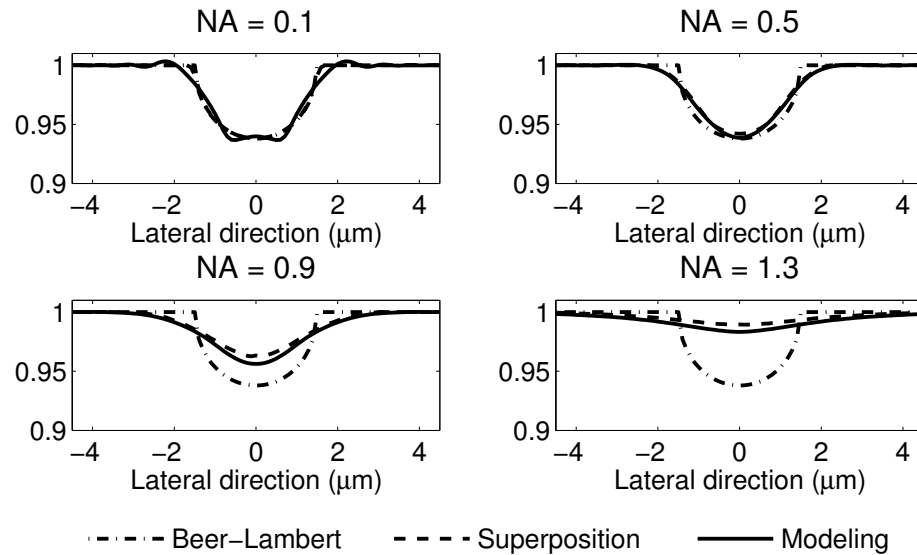 NA = 0.1
1
0.95
0.9
−4 −2 0 2 4
Lateral direction (μm)
NA = 0.5
1
0.95
0.9
−4 −2 0 2 4
Lateral direction (μm)
NA = 0.9
1
0.95
0.9
−4 −2 0 2 4
Lateral direction (μm)
NA = 1.3
1
0.95
0.9
−4 −2 0 2 4
Lateral direction (μm)
Beer−Lambert Superposition Modeling